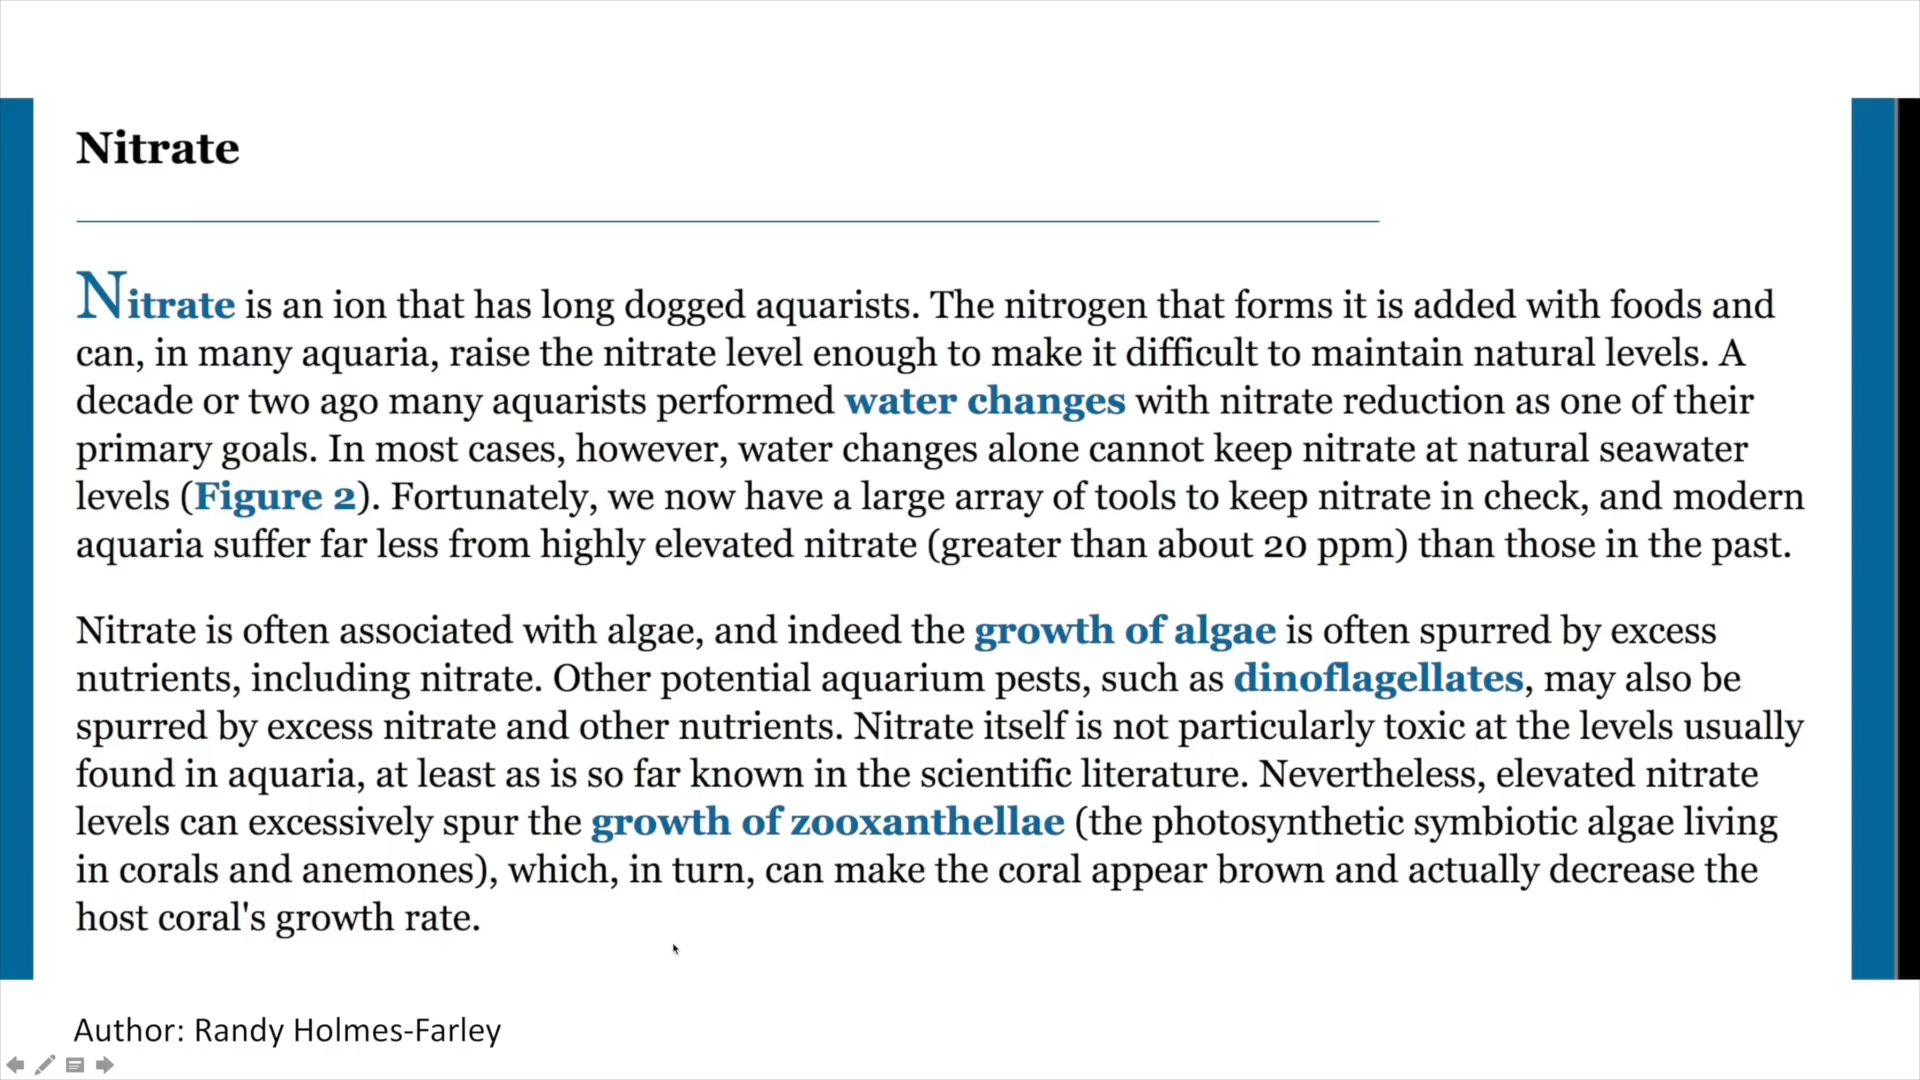 Nitrate
Nitrate is an ion that has long dogged aquarists. The nitrogen that forms it is added with foods and
can, in many aquaria, raise the nitrate level enough to make it difficult to maintain natural levels. A
decade or two ago many aquarists performed water changes with nitrate reduction as one of their
primary goals. In most cases, however, water changes alone cannot keep nitrate at natural seawater
levels (Figure 2). Fortunately, we now have a large array of tools to keep nitrate in check, and modern
aquaria suffer far less from highly elevated nitrate (greater than about 20 ppm) than those in the past.
Nitrate is often associated with algae, and indeed the growth of algae is often spurred by excess
nutrients, including nitrate. Other potential aquarium pests, such as dinoflagellates, may also be
spurred by excess nitrate and other nutrients. Nitrate itself is not particularly toxic at the levels usually
found in aquaria, at least as is so far known in the scientific literature. Nevertheless, elevated nitrate
levels can excessively spur the growth of zooxanthellae (the photosynthetic symbiotic algae living
in corals and anemones), which, in turn, can make the coral appear brown and actually decrease the
host coral's growth rate.
Author: Randy Holmes-Farley